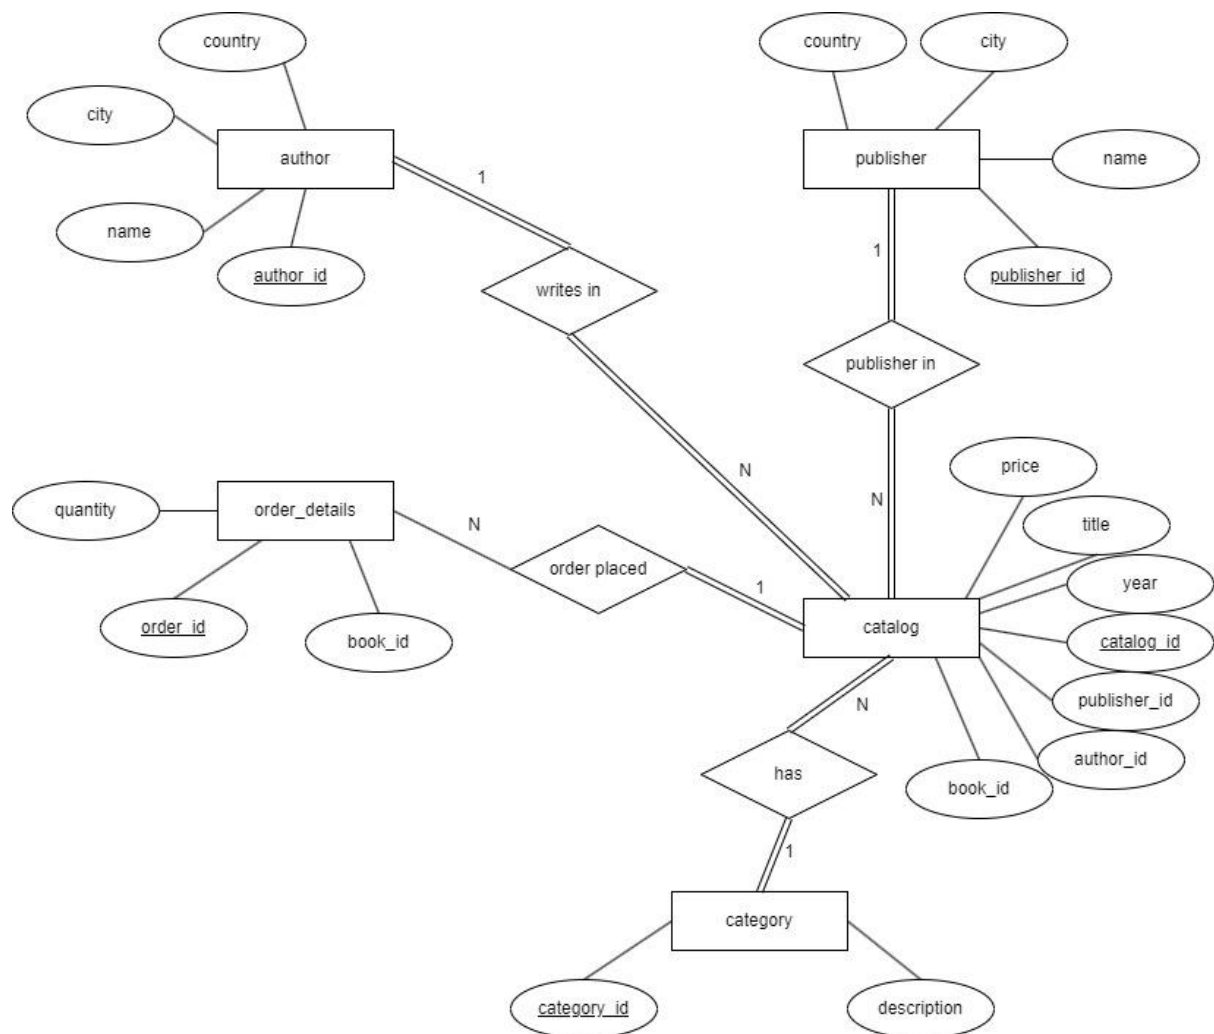 country
country
city
city
author
publisher
name
1
name
1
author_id
publisher_id
writes in
publisher in
price
N
quantity
order_details
N
N
title
order placed
year
1
order_id
book_id
catalog
catalog_id
publisher_id
N
author_id
has
book_id
1
category
category_id
description